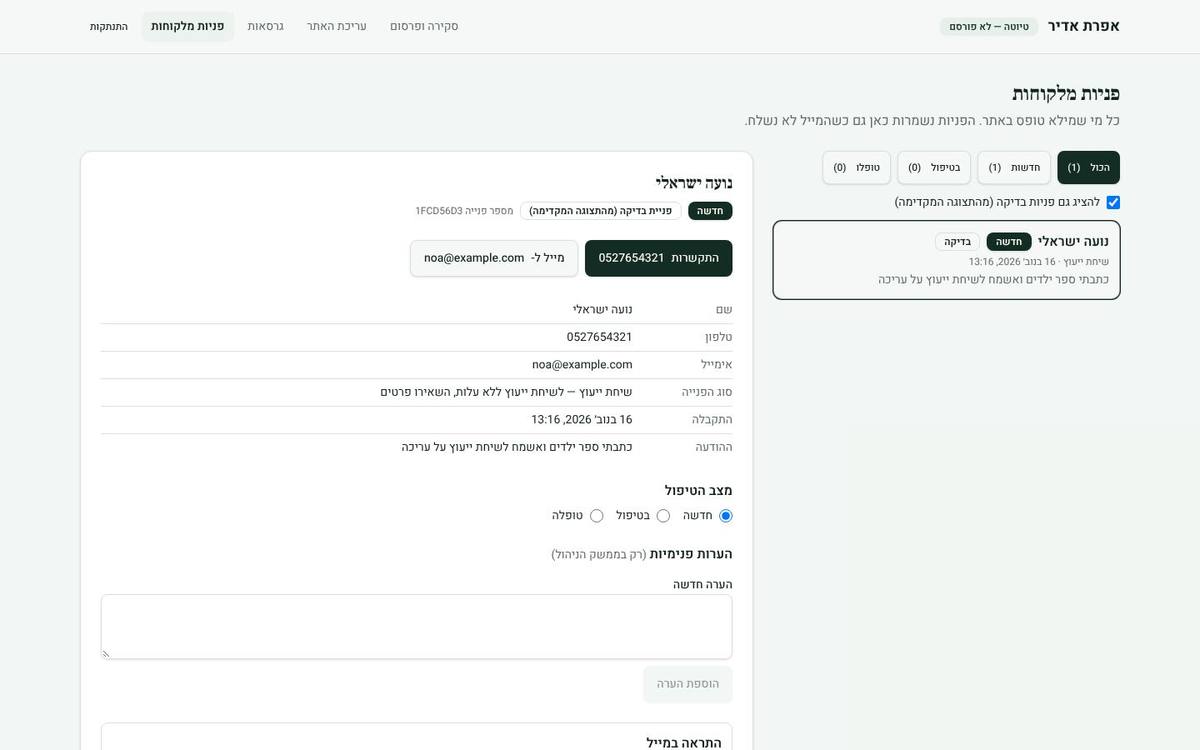 אפרת אדיר טיוטה — לא פורסם סקירה ופרסום עריכת האתר גרסאות פניות מלקוחות התנתקות
פניות מלקוחות
כל מי שמילא טופס באתר. הפניות נשמרות כאן גם כשהמייל לא נשלח.
הכול (1) חדשות (1) בטיפול (0) טופלו (0)
להציג גם פניות בדיקה (מהתצוגה המקדימה)
נועה ישראלי חדשה בדיקה
שיחת ייעוץ · 16 בנוב׳ 2026, 13:16
כתבתי ספר ילדים ואשמח לשיחת ייעוץ על עריכה
נועה ישראלי
חדשה פניית בדיקה (מהתצוגה המקדימה) מספר פנייה 1FCD56D3
התקשרות 0527654321 מייל ל- noa@example.com
שם נועה ישראלי
טלפון 0527654321
אימייל noa@example.com
סוג הפנייה שיחת ייעוץ — לשיחת ייעוץ ללא עלות, השאירו פרטים
התקבלה 16 בנוב׳ 2026, 13:16
ההודעה כתבתי ספר ילדים ואשמח לשיחת ייעוץ על עריכה
מצב הטיפול
חדשה בטיפול טופלה
הערות פנימיות (רק בממשק הניהול)
הערה חדשה
הוספת הערה
התראה במייל